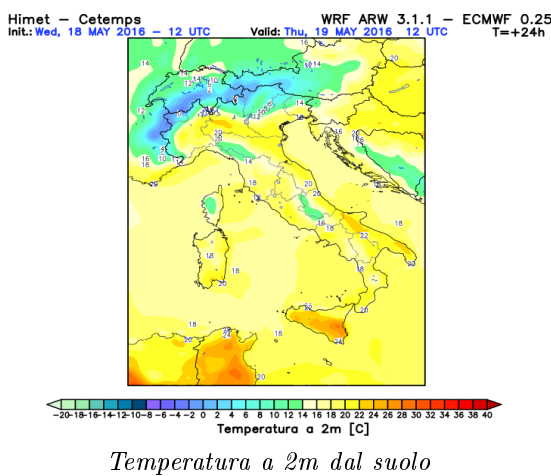 Himet − Cetemps WRF ARW 3.1.1 − ECMWF 0.25
Init.: Wed, 18 MAY 2016 − 12 UTC Valid: Thu, 19 MAY 2016 12 UTC T=+24h
−20−18−16−14−12−10−8 −6 −4 −2 0 2 4 6 8 10 12 14 16 18 20 22 24 26 28 30 32 34 36 38 40
Temperatura a 2m [C]
Temperatura a 2m dal suolo